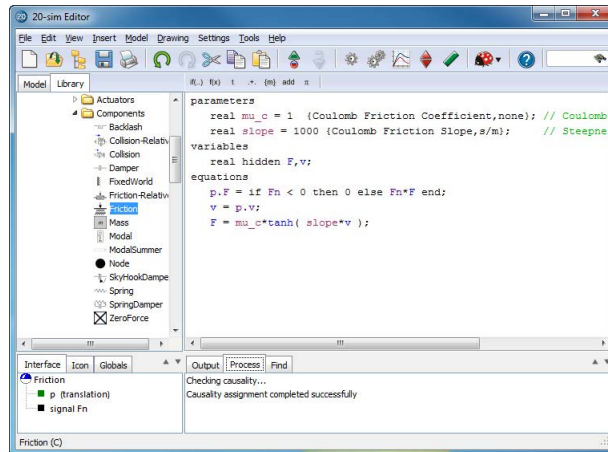 20-sim Editor
File Edit View Insert Model Drawing Settings Tools Help
Model Library
if(..) f(x) t .+. {m} add π
Actuators
Components
Backlash
Collision-Relativ
Collision
Damper
FixedWorld
Friction-Relative
Friction
Mass
Modal
ModalSummer
Node
SkyHookDampe
Spring
SpringDamper
ZeroForce
parameters
real mu_c = 1 {Coulomb Friction Coefficient,none}; // Coulomb
real slope = 1000 {Coulomb Friction Slope,s/m}; // Steepne
variables
real hidden F,v;
equations
p.F = if Fn < 0 then 0 else Fn*F end;
v = p.v;
F = mu_c*tanh( slope*v );
Interface Icon Globals
Friction
p (translation)
signal Fn
Output Process Find
Checking causality...
Causality assignment completed successfully
Friction (C)